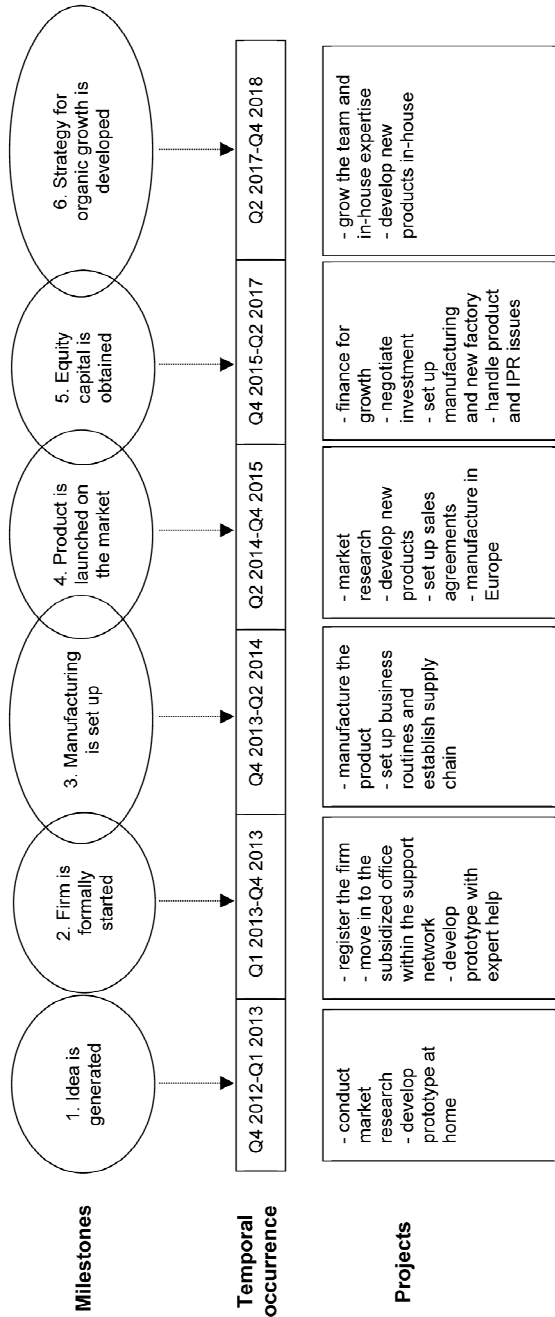 Milestones
1. Idea is
generated
2. Firm is
formally
started
3. Manufacturing
is set up
4. Product is
launched on
the market
5. Equity
capital is
obtained
6. Strategy for
organic growth is
developed
Temporal
occurrence
Q4 2012-Q1 2013
Q1 2013-Q4 2013
Q4 2013-Q2 2014
Q2 2014-Q4 2015
Q4 2015-Q2 2017
Q2 2017-Q4 2018
Projects
- conduct
market
research
- develop
prototype at
home
- register the firm
- move in to the
subsidized office
within the support
network
- develop
prototype with
expert help
- manufacture the
product
- set up business
routines and
establish supply
chain
- market
research
- develop new
products
- set up sales
agreements
- manufacture in
Europe
- finance for
growth
- negotiate
investment
- set up
manufacturing
and new factory
- handle product
and IPR issues
- grow the team and
in-house expertise
- develop new
products in-house